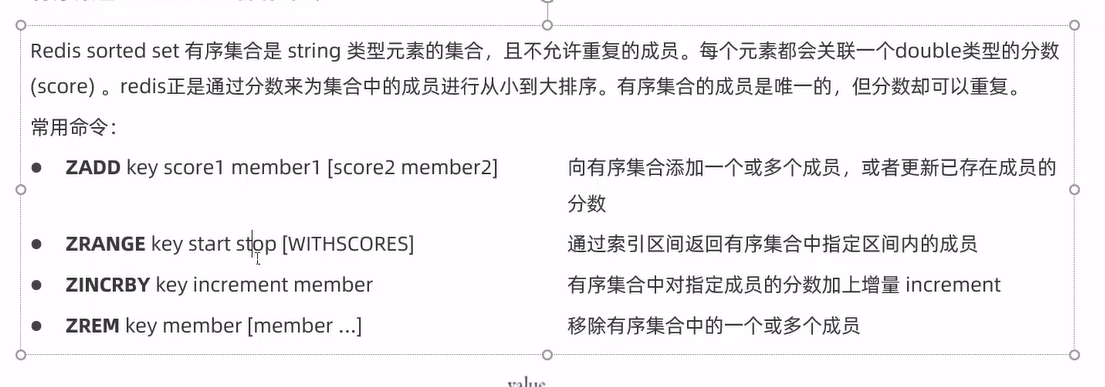 Redis sorted set 有序集合是 string 类型元素的集合，且不允许重复的成员。每个元素都会关联一个double类型的分数
(score) 。redis正是通过分数来为集合中的成员进行从小到大排序。有序集合的成员是唯一的，但分数却可以重复。
常用命令：
● ZADD key score1 member1 [score2 member2] 向有序集合添加一个或多个成员，或者更新已存在成员的
分数
● ZRANGE key start stop [WITHSCORES] 通过索引区间返回有序集合中指定区间内的成员
● ZINCRBY key increment member 有序集合中对指定成员的分数加上增量 increment
● ZREM key member [member ...] 移除有序集合中的一个或多个成员
value